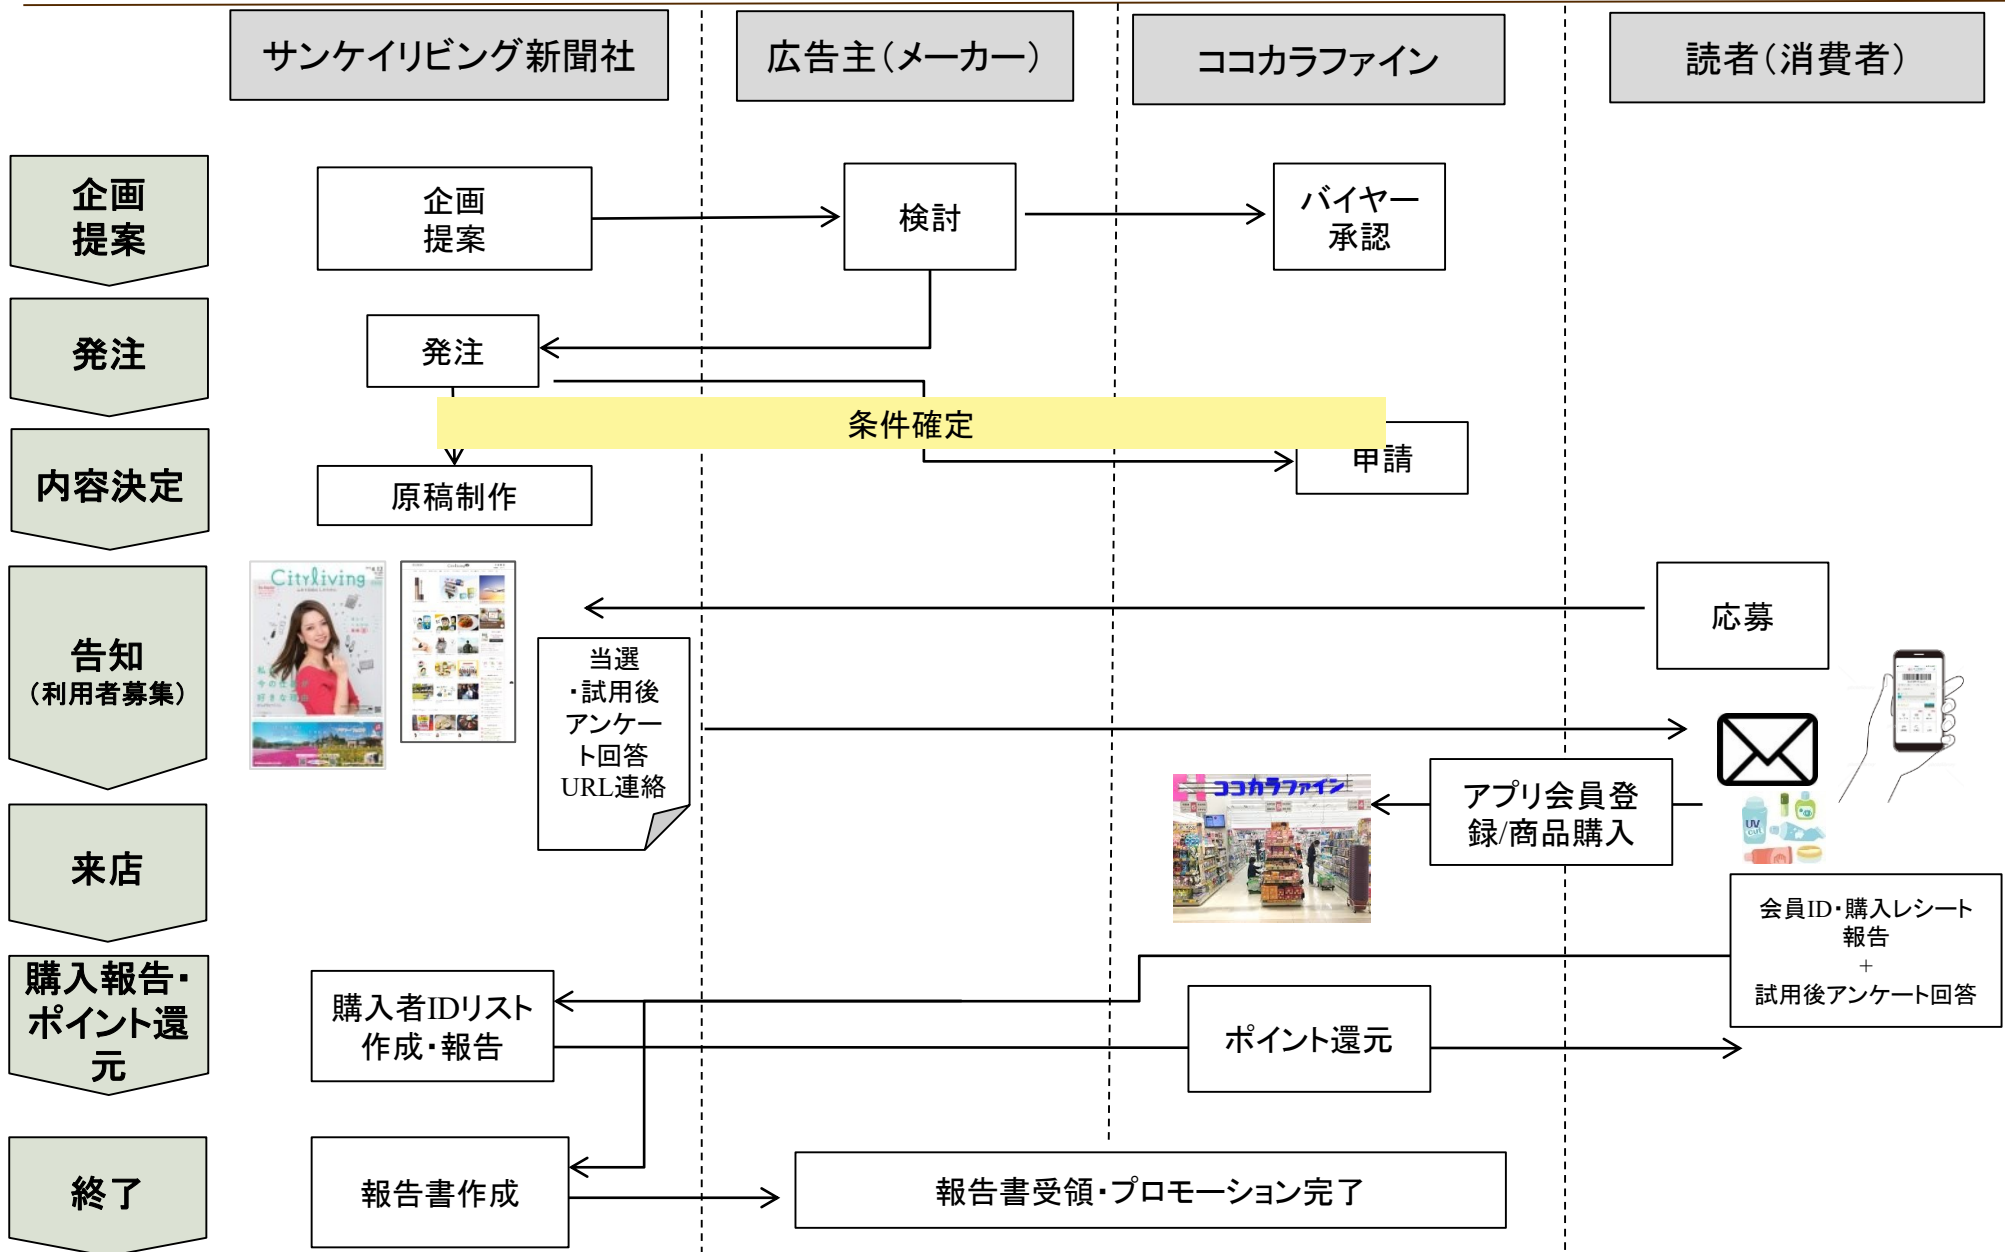 サンケイリビング新聞社
広告主（メーカー）
ココカラファイン
読者（消費者）
企画
提案
企画
提案
検討
バイヤー
承認
発注
発注
条件確定
内容決定
原稿制作
申請
告知
（利用者募集）
Cityliving
応募
当選
・試用後
アンケー
ト回答
URL連絡
ココカラファイン
アプリ会員登
録/商品購入
UV
来店
会員ID・購入レシート
報告
+
試用後アンケート回答
購入報告・
ポイント還
元
購入者IDリスト
作成・報告
ポイント還元
終了
報告書作成
報告書受領・プロモーション完了